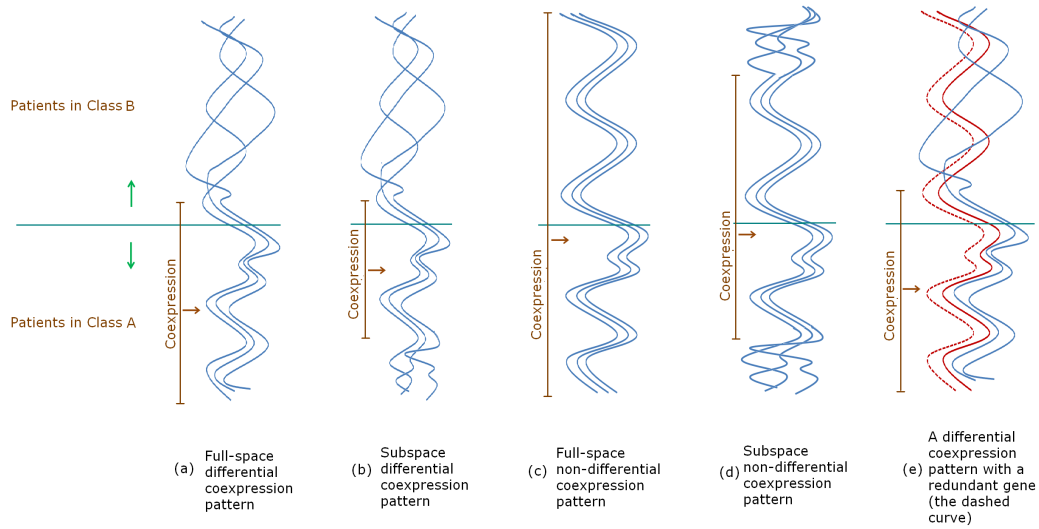 Patients in Class B
Patients in Class A
Coexpression
Coexpression
Coexpression
Coexpression
Coexpression
(a)
Full-space
differential
coexpression
pattern
(b)
Subspace
differential
coexpression
pattern
(c)
Full-space
non-differential
coexpression
pattern
(d)
Subspace
non-differential
coexpression
pattern
(e)
A differential
coexpression
pattern with a
redundant gene
(the dashed
curve)